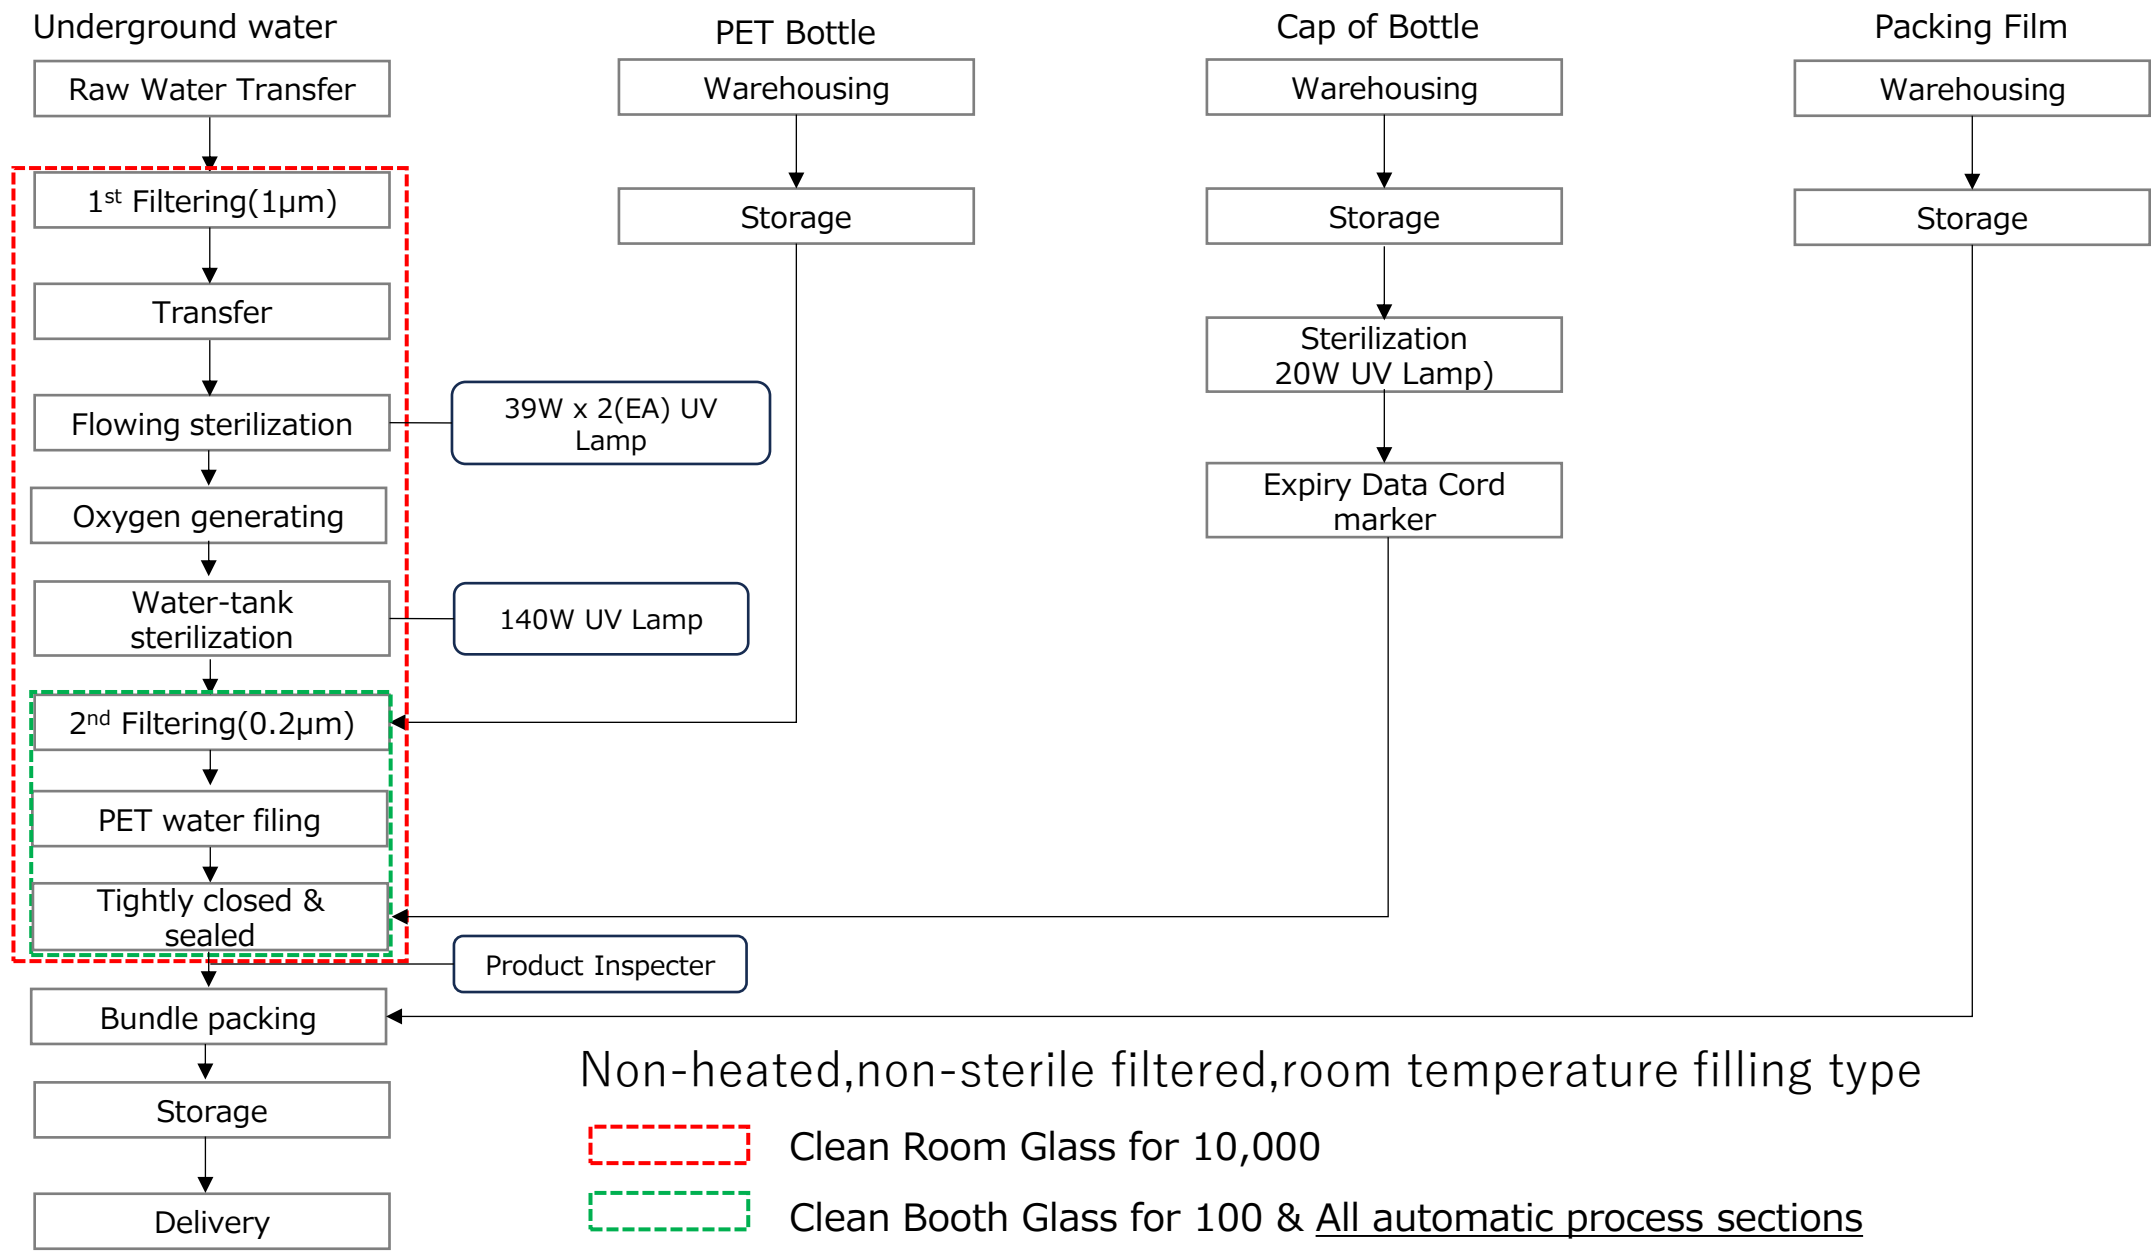 Underground water
Raw Water Transfer
1st Filtering(1μm)
Transfer
Flowing sterilization
39W x 2(EA) UV
Lamp
Oxygen generating
Water-tank
sterilization
140W UV Lamp
2nd Filtering(0.2μm)
PET water filing
Tightly closed &
sealed
Product Inspecter
Bundle packing
Storage
Delivery
PET Bottle
Warehousing
Storage
Cap of Bottle
Warehousing
Storage
Sterilization
20W UV Lamp)
Expiry Data Cord
marker
Packing Film
Warehousing
Storage
Non-heated,non-sterile filtered,room temperature filling type
Clean Room Glass for 10,000
Clean Booth Glass for 100 & All automatic process sections